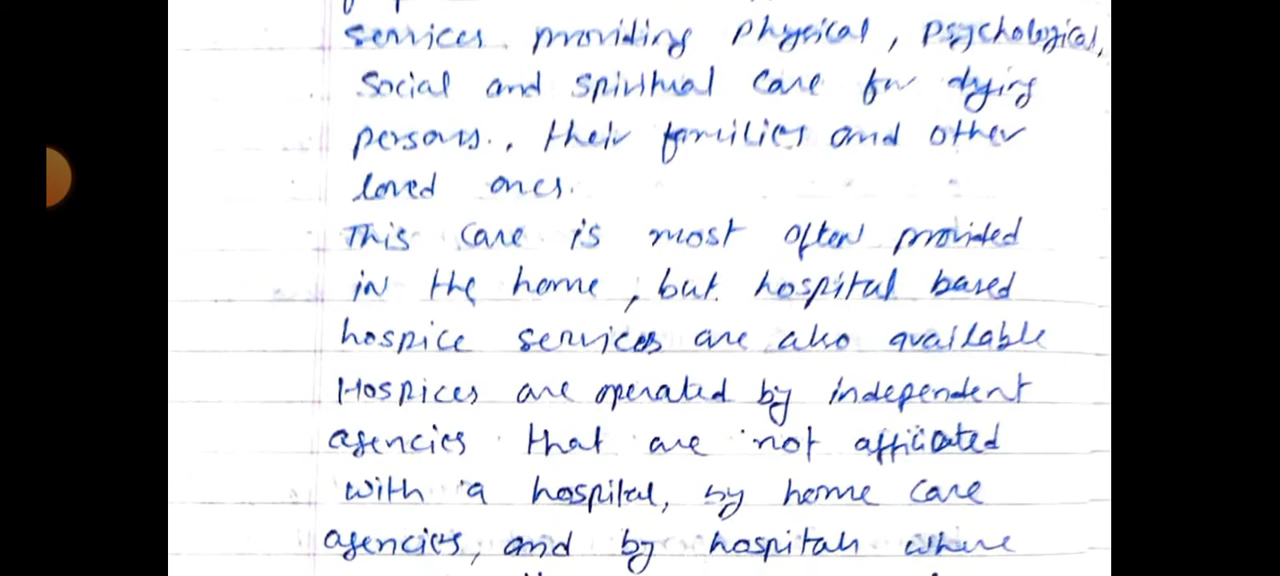 services providing physical, psychological,
social and spiritual care for dying
persons., their families and other
loved ones.
This care is most often provided
in the home, but hospital based
hospice services are also available
Hospices are operated by independent
agencies that are not affiliated
with a hospital, by home care
agencies, and by hospitals where